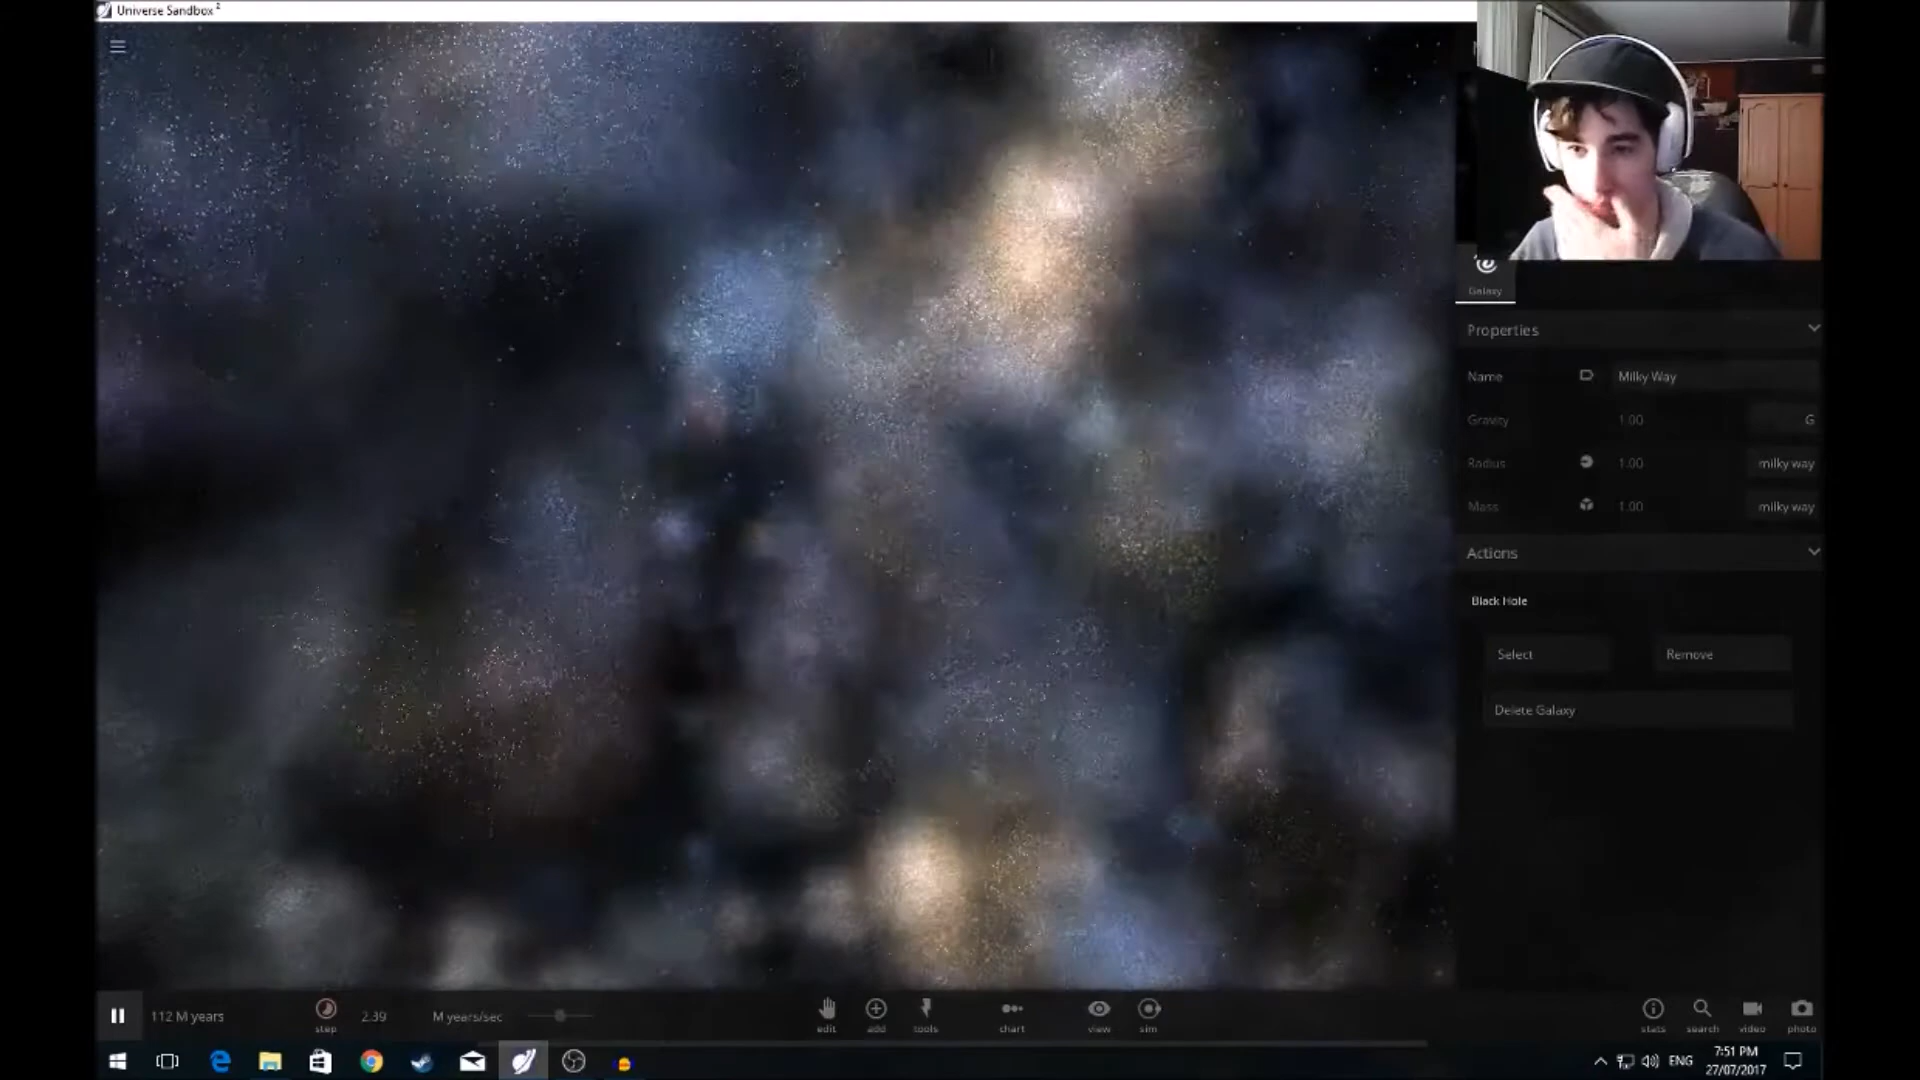 Universe Sandbox ²
Galaxy
Properties
Name Milky Way
Gravity 1.00 G
Radius 1.00 milky way
Mass 1.00 milky way
Actions
Black Hole
Select Remove
Delete Galaxy
112 M years step 2.39 M years/sec edit add tools chart view sim stats search video photo
ENG 7:51 PM
27/07/2017